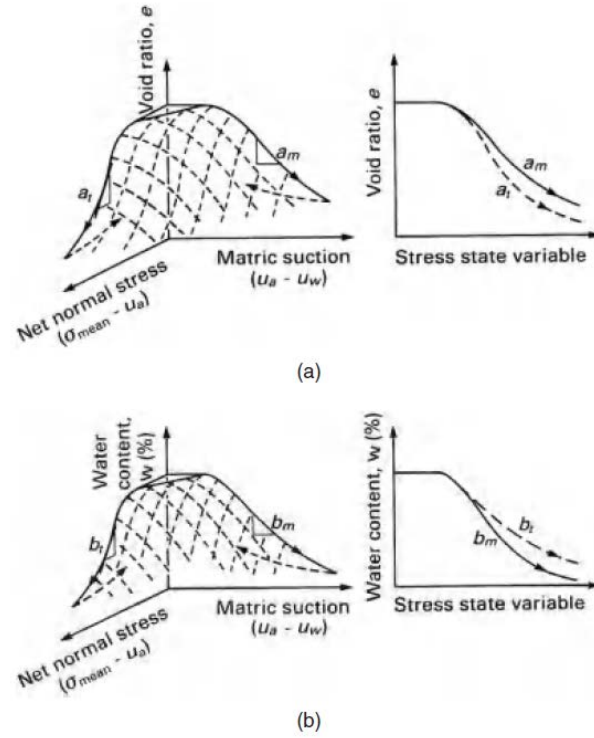 Void ratio, e
a_t
a_m
Matric suction
(u_a - u_w)
Net normal stress
(σ_mean - u_a)
Void ratio, e
a_m
a_t
Stress state variable
(a)
Water
content,
w (%)
b_t
b_m
Matric suction
(u_a - u_w)
Net normal stress
(σ_mean - u_a)
Water content, w (%)
b_t
b_m
Stress state variable
(b)